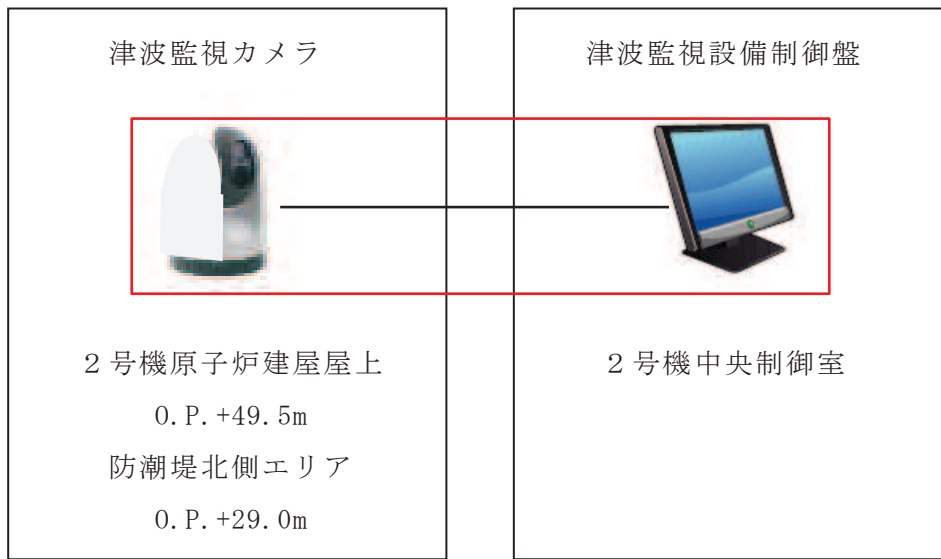 津波監視カメラ
２号機原子炉建屋屋上
O.P.+49.5m
防潮堤北側エリア
O.P.+29.0m
津波監視設備制御盤
２号機中央制御室